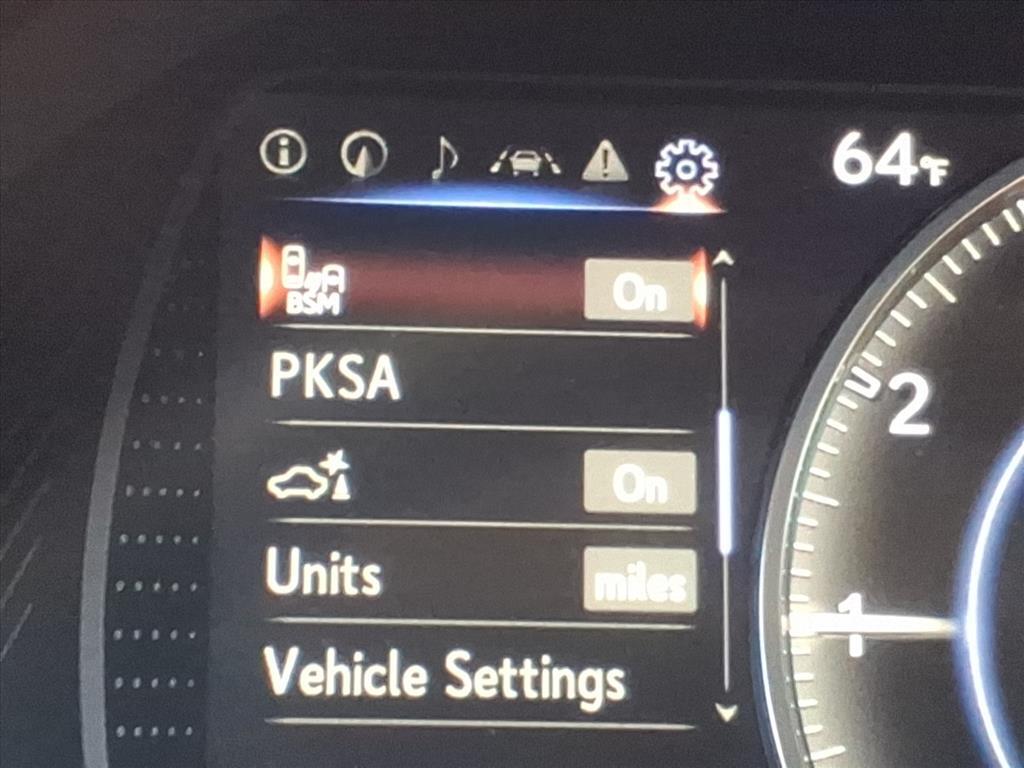 64°F
BSM On
PKSA
On
Units miles
Vehicle Settings
2
1